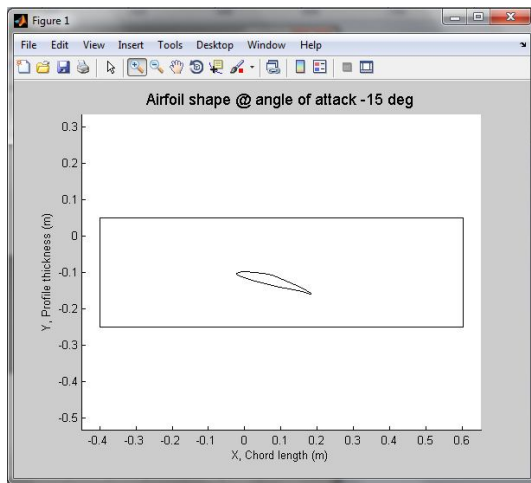 Figure 1
File Edit View Insert Tools Desktop Window Help
Airfoil shape @ angle of attack -15 deg
0.3
0.2
0.1
0
-0.1
-0.2
-0.3
-0.4
-0.5
Y, Profile thickness (m)
-0.4 -0.3 -0.2 -0.1 0 0.1 0.2 0.3 0.4 0.5 0.6
X, Chord length (m)